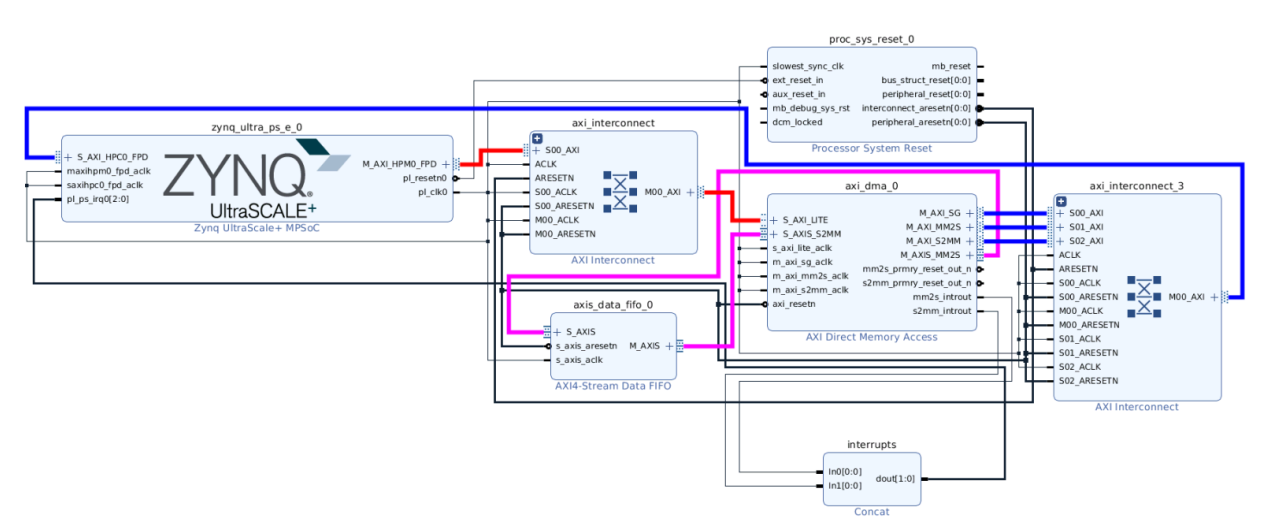 proc_sys_reset_0
slowest_sync_clk
ext_reset_in
aux_reset_in
mb_debug_sys_rst
dcm_locked
mb_reset
bus_struct_reset[0:0]
peripheral_reset[0:0]
interconnect_aresetn[0:0]
peripheral_aresetn[0:0]
Processor System Reset
zynq_ultra_ps_e_0
S_AXI_HPC0_FPD
maxihpm0_fpd_aclk
saxihpc0_fpd_aclk
pl_ps_irq0[2:0]
ZYNQ
UltraSCALE+
M_AXI_HPM0_FPD
pl_resetn0
pl_clk0
Zynq UltraScale+ MPSoC
axi_interconnect
S00_AXI
ACLK
ARESETN
S00_ACLK
S00_ARESETN
M00_ACLK
M00_ARESETN
M00_AXI
AXI Interconnect
axi_dma_0
S_AXI_LITE
S_AXIS_S2MM
s_axi_lite_aclk
m_axi_sg_aclk
m_axi_mm2s_aclk
m_axi_s2mm_aclk
axi_resetn
M_AXI_SG
M_AXI_MM2S
M_AXI_S2MM
M_AXIS_MM2S
mm2s_prmry_reset_out_n
s2mm_prmry_reset_out_n
mm2s_introut
s2mm_introut
AXI Direct Memory Access
axi_interconnect_3
S00_AXI
S01_AXI
S02_AXI
ACLK
ARESETN
S00_ACLK
S00_ARESETN
M00_ACLK
M00_ARESETN
S01_ACLK
S01_ARESETN
S02_ACLK
S02_ARESETN
M00_AXI
AXI Interconnect
axis_data_fifo_0
S_AXIS
s_axis_aresetn
s_axis_aclk
M_AXIS
AXI4-Stream Data FIFO
interrupts
In0[0:0]
In1[0:0]
dout[1:0]
Concat